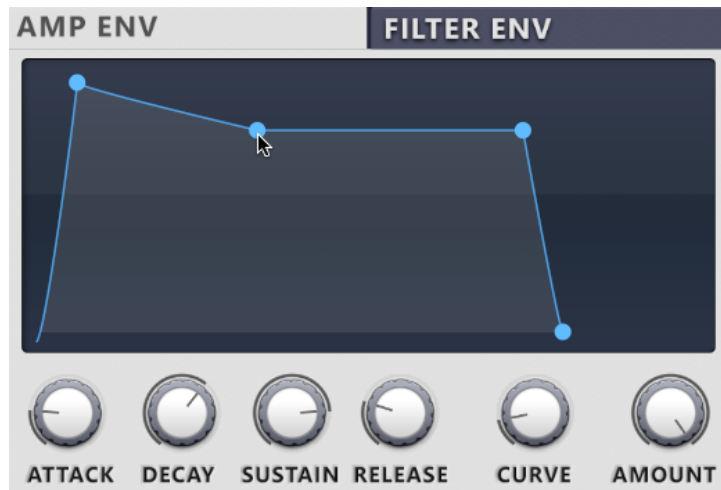 AMP ENV
FILTER ENV
ATTACK
DECAY
SUSTAIN
RELEASE
CURVE
AMOUNT